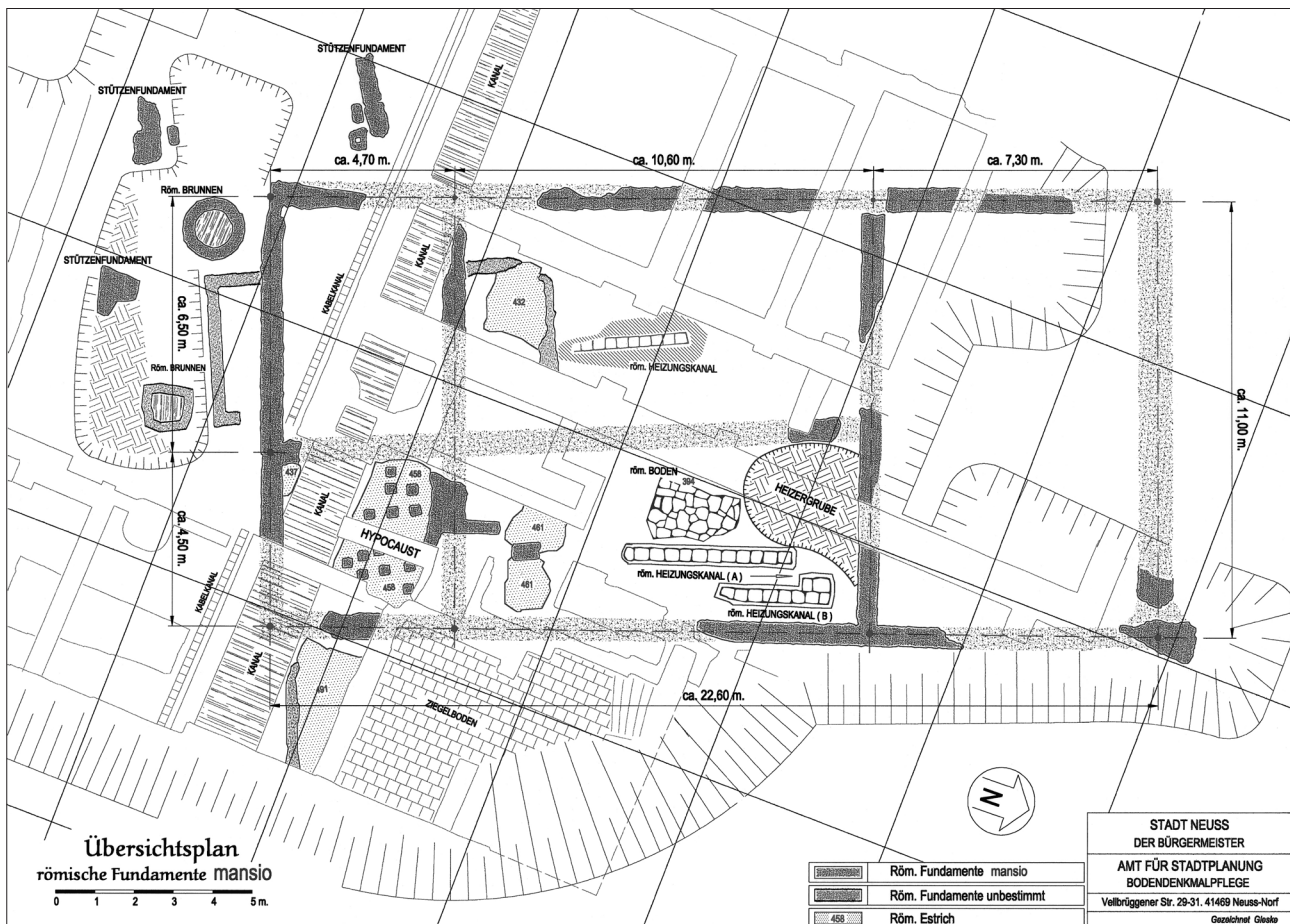 STÜTZENFUNDAMENT
STÜTZENFUNDAMENT
KANAL
ca. 4,70 m.
ca. 10,60 m.
ca. 7,30 m.
Röm. BRUNNEN
KANAL
STÜTZENFUNDAMENT
KABELKANAL
432
ca. 6,50 m.
röm. HEIZUNGSKANAL
Röm. BRUNNEN
ca. 11,00 m.
437
458
röm. BODEN
394
KANAL
HEIZERGRUBE
ca. 4,50 m.
HYPOCAUST
461
458
461
röm. HEIZUNGSKANAL ( A )
röm. HEIZUNGSKANAL ( B )
KABELKANAL
KANAL
491
ca. 22,60 m.
ZIEGELBODEN
N
Übersichtsplan
römische Fundamente mansio
0 1 2 3 4 5 m.
STADT NEUSS
DER BÜRGERMEISTER
AMT FÜR STADTPLANUNG
BODENDENKMALPFLEGE
Vellbrüggener Str. 29-31. 41469 Neuss-Norf
Gezeichnet Gieske
Röm. Fundamente mansio
Röm. Fundamente unbestimmt
458 Röm. Estrich